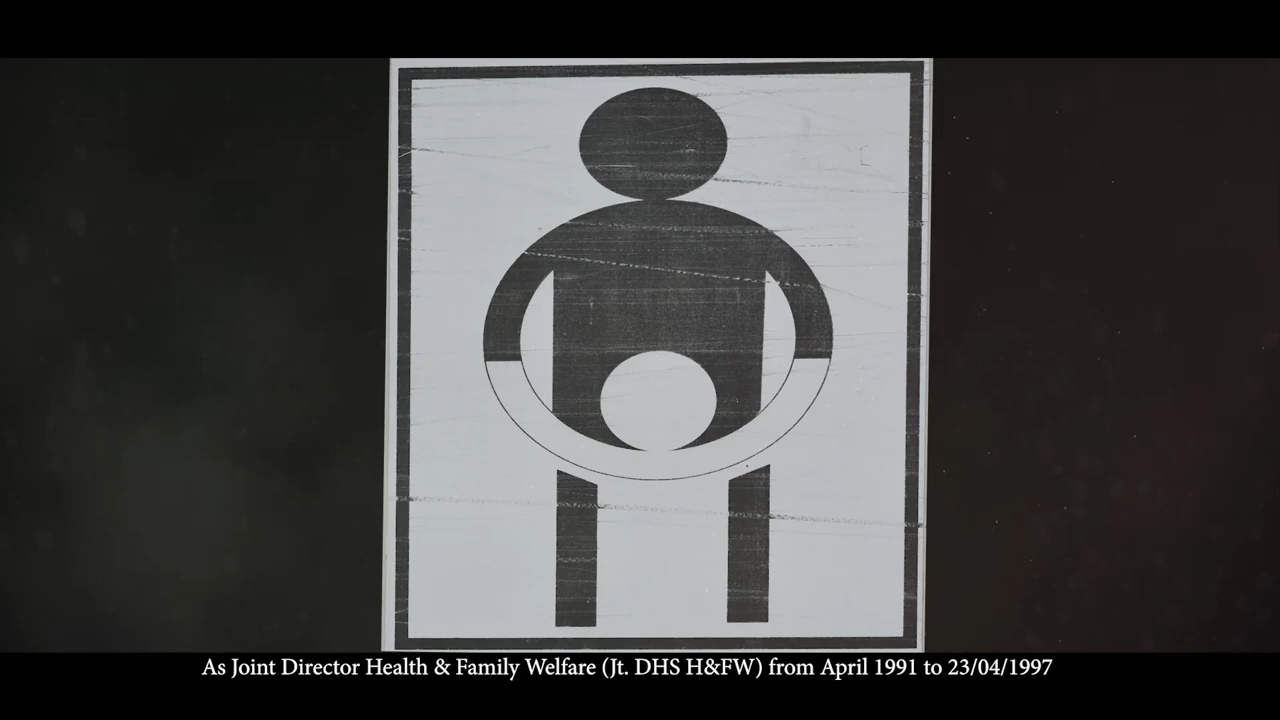 As Joint Director Health & Family Welfare (Jt. DHS H&FW) from April 1991 to 23/04/1997